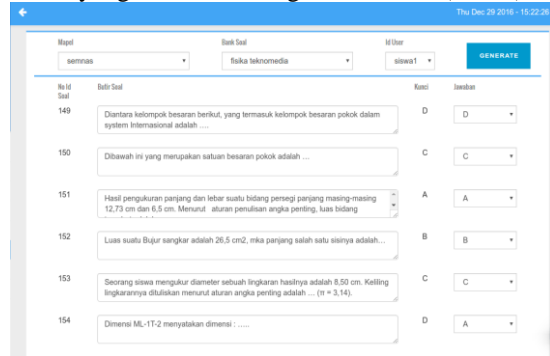 Thu Dec 29 2016 - 15:22:26
Mapel Bank Soal Id User
semnas fisika teknomedia siswa1 GENERATE
No Id Soal Butir Soal Kunci Jawaban
149 Diantara kelompok besaran berikut, yang termasuk kelompok besaran pokok dalam D D
system Internasional adalah ....
150 Dibawah ini yang merupakan satuan besaran pokok adalah ... C C
151 Hasil pengukuran panjang dan lebar suatu bidang persegi panjang masing-masing A A
12,73 cm dan 6,5 cm. Menurut aturan penulisan angka penting, luas bidang
152 Luas suatu Bujur sangkar adalah 26,5 cm2, mka panjang salah satu sisinya adalah... B B
153 Seorang siswa mengukur diameter sebuah lingkaran hasilnya adalah 8,50 cm. Keliling C C
lingkarannya dituliskan menurut aturan angka penting adalah ... (π = 3,14).
154 Dimensi ML-1T-2 menyatakan dimensi : ..... D A